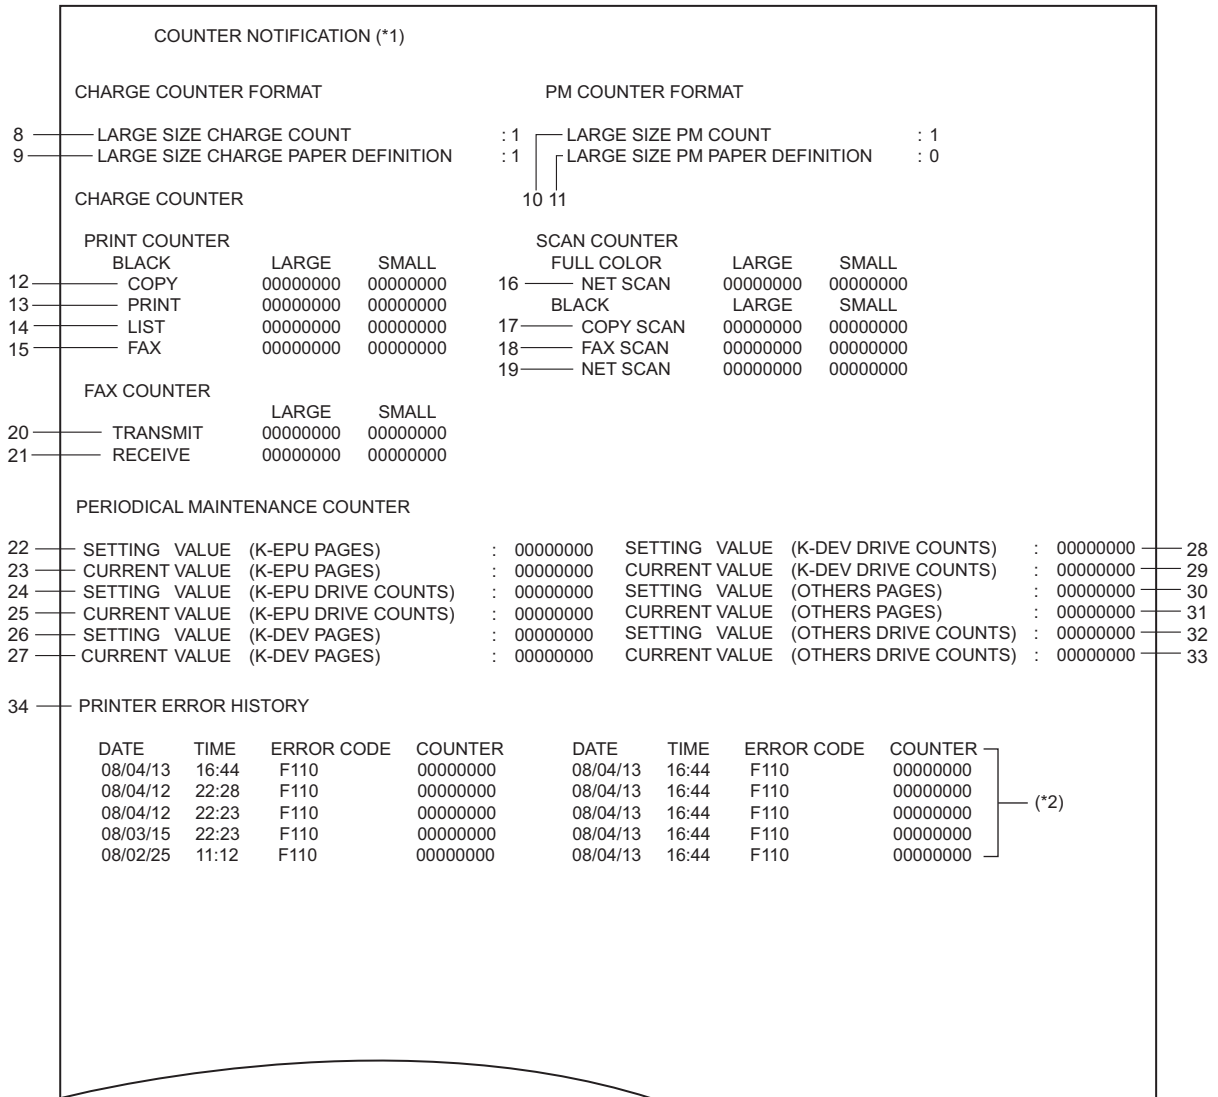 COUNTER NOTIFICATION (*1)
CHARGE COUNTER FORMAT PM COUNTER FORMAT
8 LARGE SIZE CHARGE COUNT : 1 LARGE SIZE PM COUNT : 1
9 LARGE SIZE CHARGE PAPER DEFINITION : 1 LARGE SIZE PM PAPER DEFINITION : 0
CHARGE COUNTER 10 11
PRINT COUNTER SCAN COUNTER
BLACK LARGE SMALL FULL COLOR LARGE SMALL
12 COPY 00000000 00000000 16 NET SCAN 00000000 00000000
13 PRINT 00000000 00000000 BLACK LARGE SMALL
14 LIST 00000000 00000000 17 COPY SCAN 00000000 00000000
15 FAX 00000000 00000000 18 FAX SCAN 00000000 00000000
19 NET SCAN 00000000 00000000
FAX COUNTER
LARGE SMALL
20 TRANSMIT 00000000 00000000
21 RECEIVE 00000000 00000000
PERIODICAL MAINTENANCE COUNTER
22 SETTING VALUE (K-EPU PAGES) : 00000000 SETTING VALUE (K-DEV DRIVE COUNTS) : 00000000 28
23 CURRENT VALUE (K-EPU PAGES) : 00000000 CURRENT VALUE (K-DEV DRIVE COUNTS) : 00000000 29
24 SETTING VALUE (K-EPU DRIVE COUNTS) : 00000000 SETTING VALUE (OTHERS PAGES) : 00000000 30
25 CURRENT VALUE (K-EPU DRIVE COUNTS) : 00000000 CURRENT VALUE (OTHERS PAGES) : 00000000 31
26 SETTING VALUE (K-DEV PAGES) : 00000000 SETTING VALUE (OTHERS DRIVE COUNTS) : 00000000 32
27 CURRENT VALUE (K-DEV PAGES) : 00000000 CURRENT VALUE (OTHERS DRIVE COUNTS) : 00000000 33
34 PRINTER ERROR HISTORY
DATE TIME ERROR CODE COUNTER DATE TIME ERROR CODE COUNTER
08/04/13 16:44 F110 00000000 08/04/13 16:44 F110 00000000
08/04/12 22:28 F110 00000000 08/04/13 16:44 F110 00000000
08/04/12 22:23 F110 00000000 08/04/13 16:44 F110 00000000 (*2)
08/03/15 22:23 F110 00000000 08/04/13 16:44 F110 00000000
08/02/25 11:12 F110 00000000 08/04/13 16:44 F110 00000000